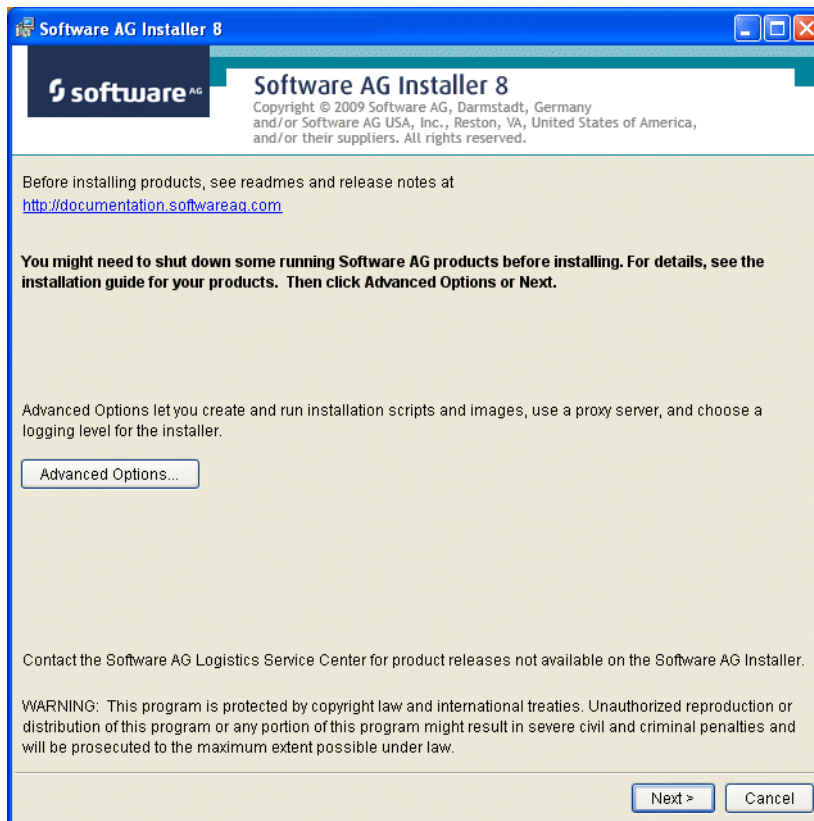 Software AG Installer 8
software AG
Software AG Installer 8
Copyright © 2009 Software AG, Darmstadt, Germany
and/or Software AG USA, Inc., Reston, VA, United States of America,
and/or their suppliers. All rights reserved.
Before installing products, see readmes and release notes at
http://documentation.softwareag.com
You might need to shut down some running Software AG products before installing. For details, see the
installation guide for your products. Then click Advanced Options or Next.
Advanced Options let you create and run installation scripts and images, use a proxy server, and choose a
logging level for the installer.
Advanced Options...
Contact the Software AG Logistics Service Center for product releases not available on the Software AG Installer.
WARNING: This program is protected by copyright law and international treaties. Unauthorized reproduction or
distribution of this program or any portion of this program might result in severe civil and criminal penalties and
will be prosecuted to the maximum extent possible under law.
Next >
Cancel